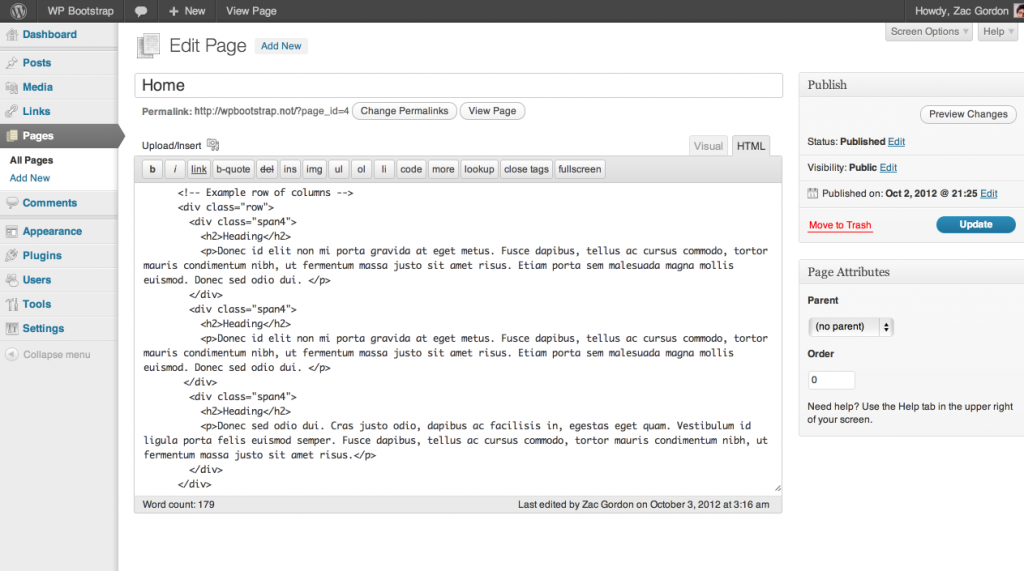 WP Bootstrap + New View Page Howdy, Zac Gordon
Screen Options Help
Dashboard
Posts
Media
Links
Pages
All Pages
Add New
Comments
Appearance
Plugins
Users
Tools
Settings
Collapse menu
Edit Page Add New
Home
Permalink: http://wpbootstrap.not/?page_id=4 Change Permalinks View Page
Upload/Insert Visual HTML
b i link b-quote del ins img ul ol li code more lookup close tags fullscreen
<!-- Example row of columns -->
<div class="row">
<div class="span4">
<h2>Heading</h2>
<p>Donec id elit non mi porta gravida at eget metus. Fusce dapibus, tellus ac cursus commodo, tortor
mauris condimentum nibh, ut fermentum massa justo sit amet risus. Etiam porta sem malesuada magna mollis
euismod. Donec sed odio dui. </p>
</div>
<div class="span4">
<h2>Heading</h2>
<p>Donec id elit non mi porta gravida at eget metus. Fusce dapibus, tellus ac cursus commodo, tortor
mauris condimentum nibh, ut fermentum massa justo sit amet risus. Etiam porta sem malesuada magna mollis
euismod. Donec sed odio dui. </p>
</div>
<div class="span4">
<h2>Heading</h2>
<p>Donec sed odio dui. Cras justo odio, dapibus ac facilisis in, egestas eget quam. Vestibulum id
ligula porta felis euismod semper. Fusce dapibus, tellus ac cursus commodo, tortor mauris condimentum nibh, ut
fermentum massa justo sit amet risus.</p>
</div>
</div>
Word count: 179 Last edited by Zac Gordon on October 3, 2012 at 3:16 am
Publish
Preview Changes
Status: Published Edit
Visibility: Public Edit
Published on: Oct 2, 2012 @ 21:25 Edit
Move to Trash Update
Page Attributes
Parent
(no parent)
Order
0
Need help? Use the Help tab in the upper right
of your screen.